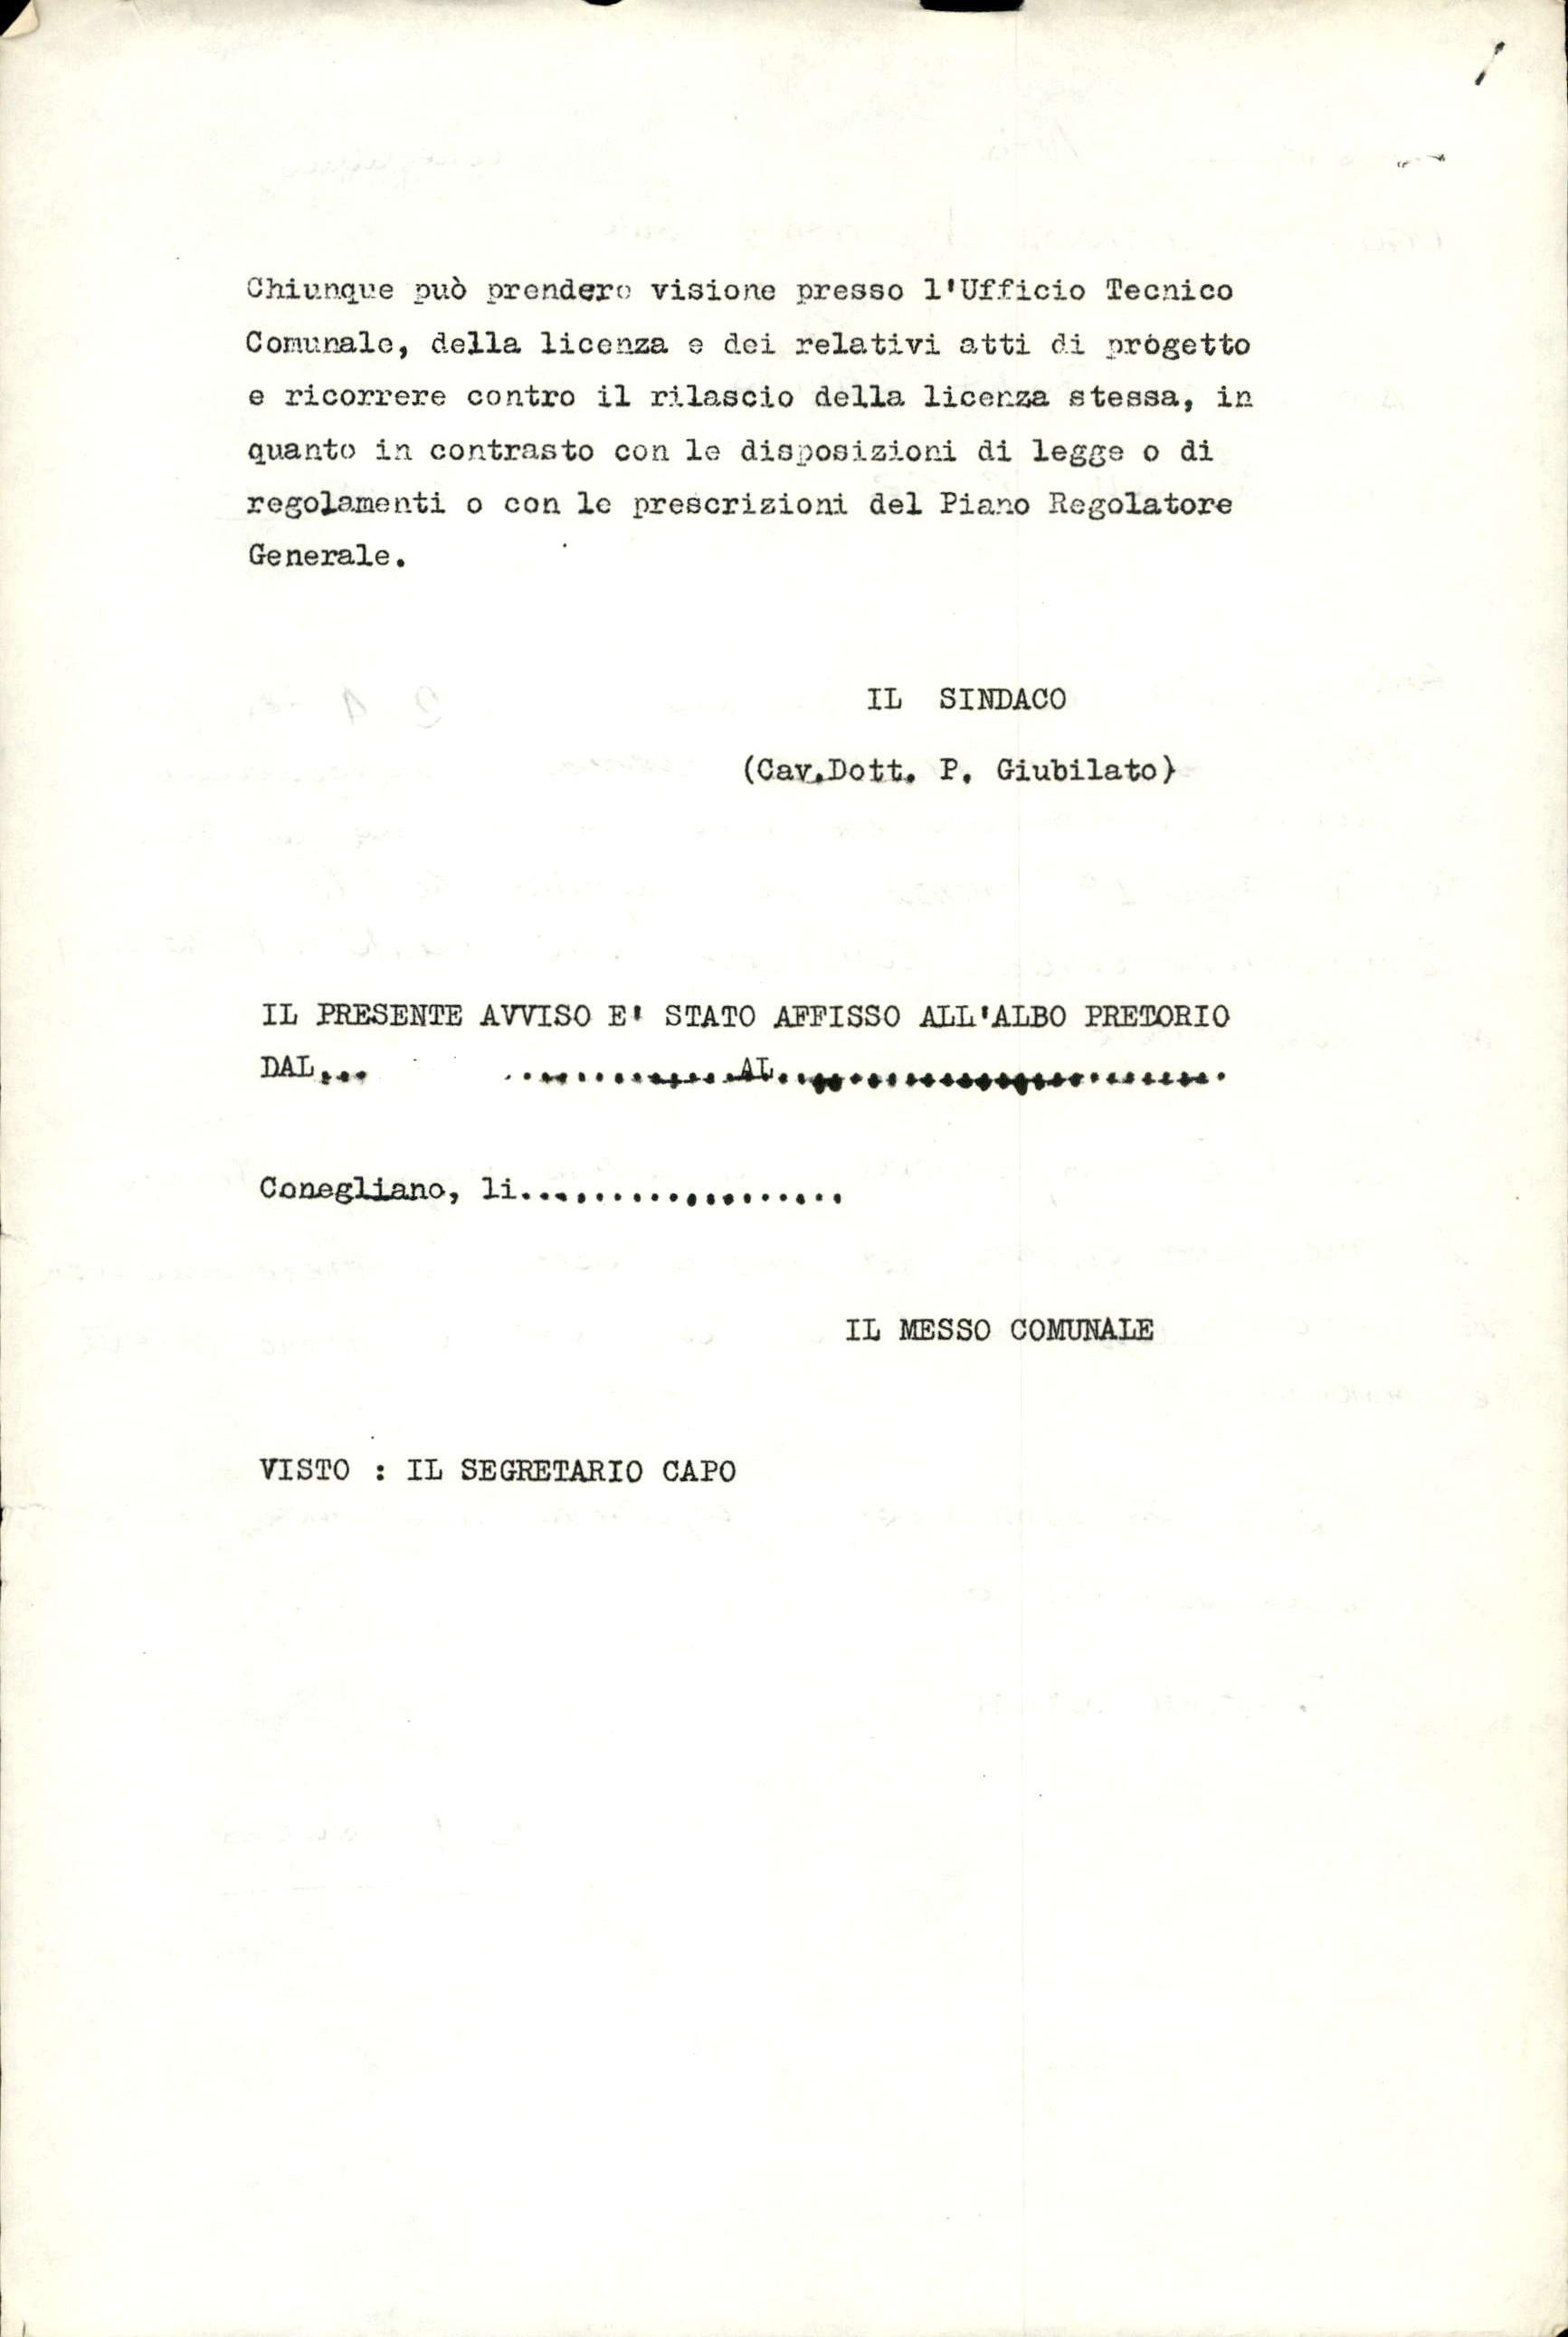 Chiunque può prendere visione presso l'Ufficio Tecnico
Comunale, della licenza e dei relativi atti di progetto
e ricorrere contro il rilascio della licenza stessa, in
quanto in contrasto con le disposizioni di legge o di
regolamenti o con le prescrizioni del Piano Regolatore
Generale.
IL SINDACO
(Cav.Dott. P. Giubilato)
IL PRESENTE AVVISO E' STATO AFFISSO ALL'ALBO PRETORIO
DAL... ............AL.........................
Conegliano, li..................
IL MESSO COMUNALE
VISTO : IL SEGRETARIO CAPO